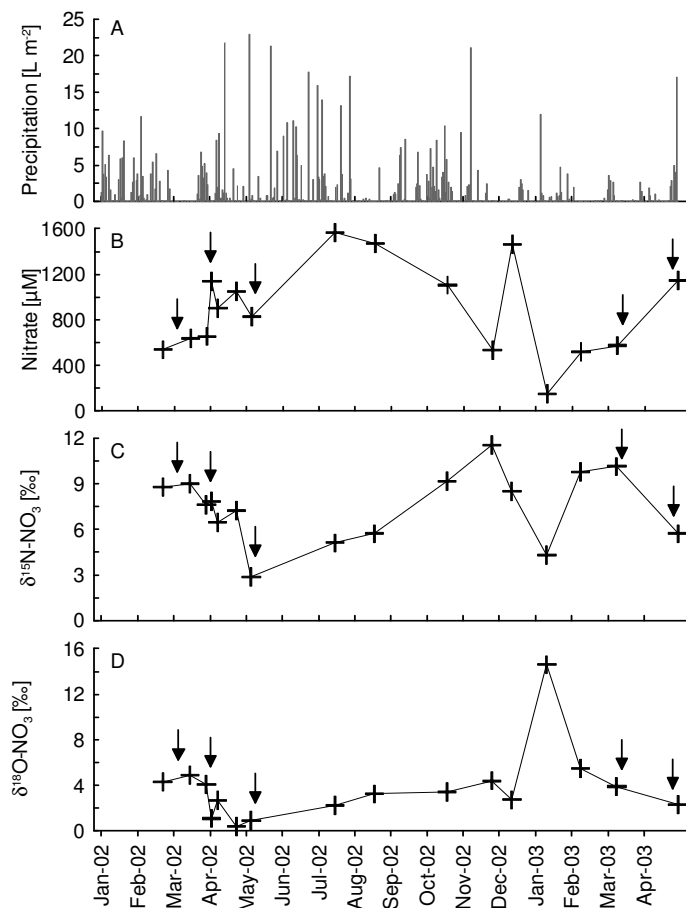 A
Precipitation [L m-2]
25
20
15
10
5
0
B
Nitrate [µM]
1600
1200
800
400
0
C
δ15N-NO3 [‰]
12
9
6
3
0
D
δ18O-NO3 [‰]
16
12
8
4
0
Jan-02
Feb-02
Mar-02
Apr-02
May-02
Jun-02
Jul-02
Aug-02
Sep-02
Oct-02
Nov-02
Dec-02
Jan-03
Feb-03
Mar-03
Apr-03